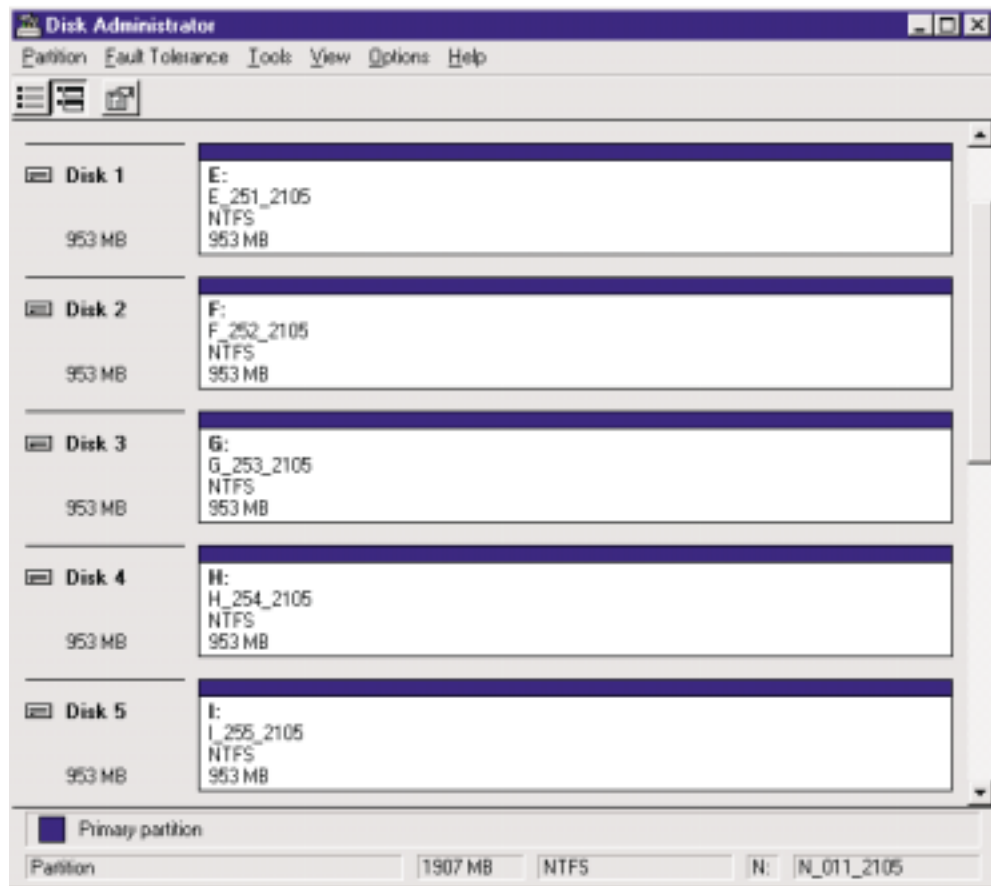 Disk Administrator
Partition Fault Tolerance Tools View Options Help
Disk 1
953 MB
E:
E_251_2105
NTFS
953 MB
Disk 2
953 MB
F:
F_252_2105
NTFS
953 MB
Disk 3
953 MB
G:
G_253_2105
NTFS
953 MB
Disk 4
953 MB
H:
H_254_2105
NTFS
953 MB
Disk 5
953 MB
I:
I_255_2105
NTFS
953 MB
Primary partition
Partition 1907 MB NTFS N: N_011_2105